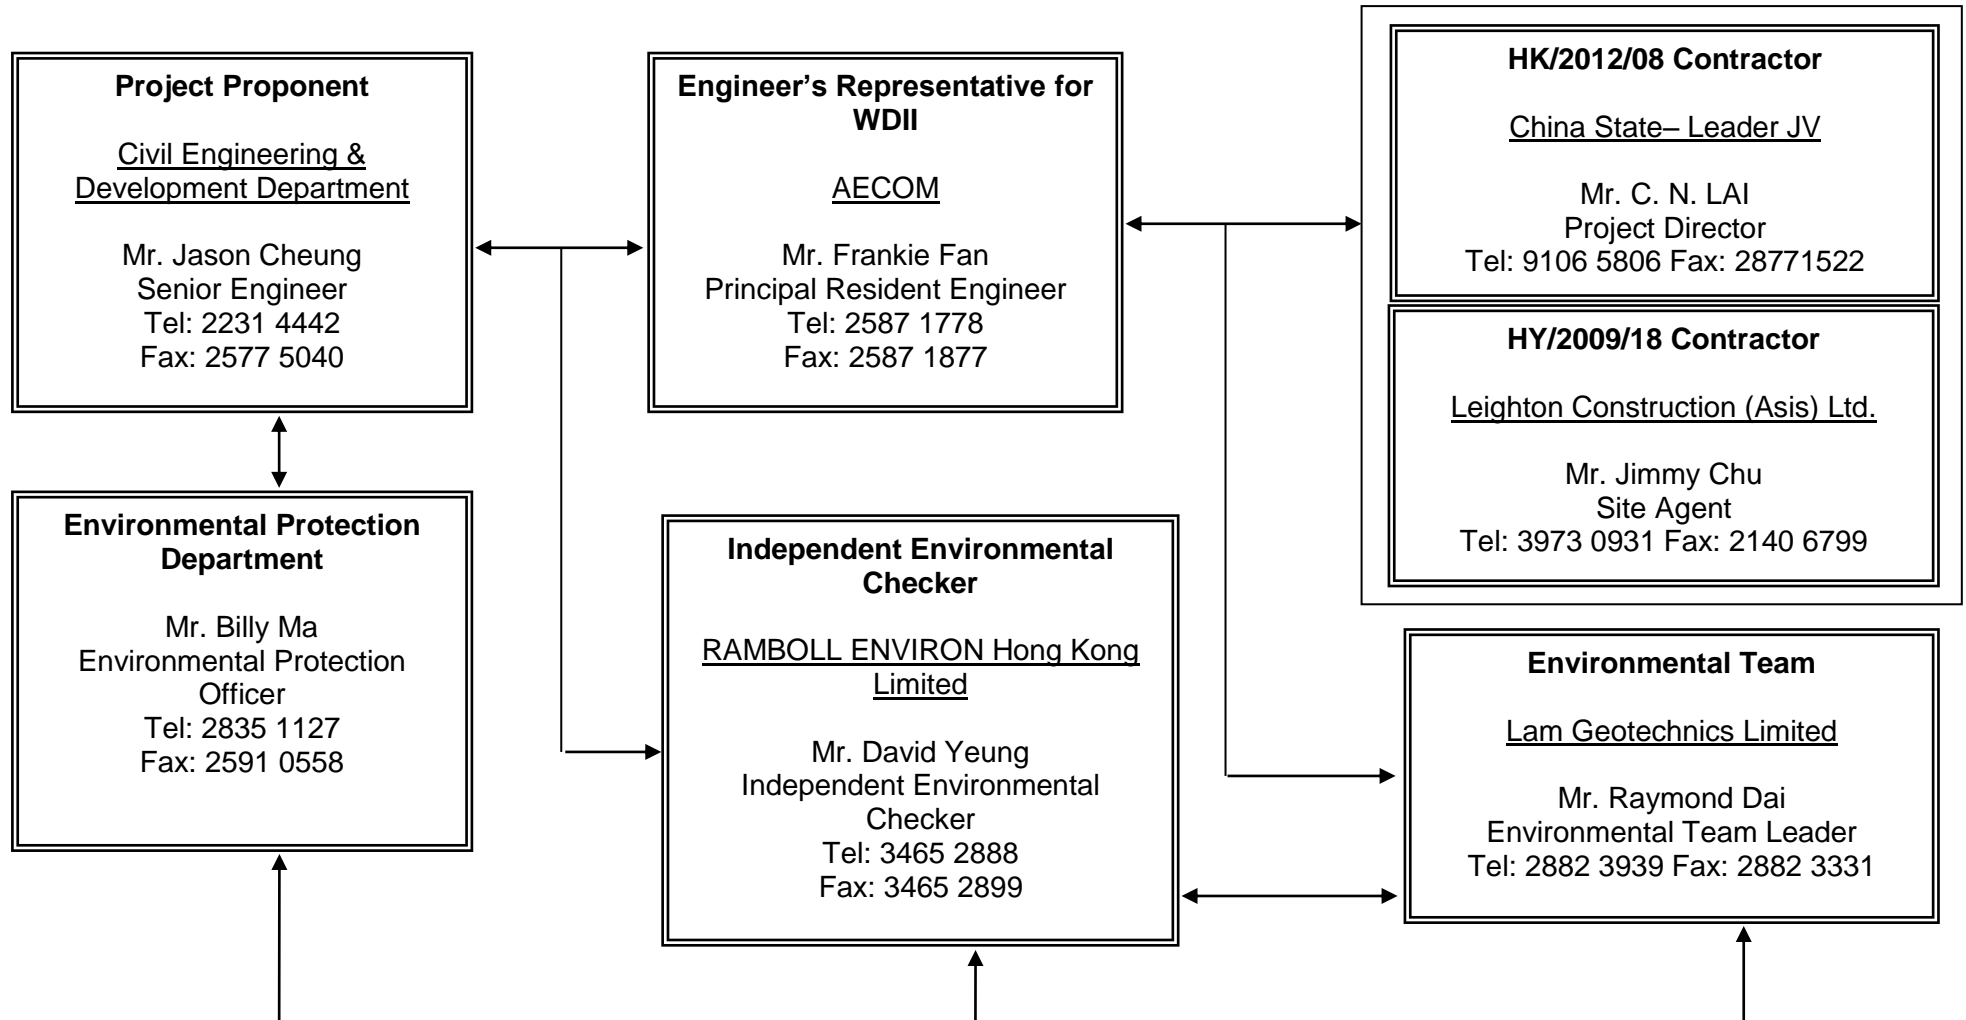 Project Proponent
Civil Engineering &
Development Department
Mr. Jason Cheung
Senior Engineer
Tel: 2231 4442
Fax: 2577 5040
Engineer’s Representative for
WDII
AECOM
Mr. Frankie Fan
Principal Resident Engineer
Tel: 2587 1778
Fax: 2587 1877
HK/2012/08 Contractor
China State– Leader JV
Mr. C. N. LAI
Project Director
Tel: 9106 5806 Fax: 28771522
HY/2009/18 Contractor
Leighton Construction (Asis) Ltd.
Mr. Jimmy Chu
Site Agent
Tel: 3973 0931 Fax: 2140 6799
Environmental Protection
Department
Mr. Billy Ma
Environmental Protection
Officer
Tel: 2835 1127
Fax: 2591 0558
Independent Environmental
Checker
RAMBOLL ENVIRON Hong Kong
Limited
Mr. David Yeung
Independent Environmental
Checker
Tel: 3465 2888
Fax: 3465 2899
Environmental Team
Lam Geotechnics Limited
Mr. Raymond Dai
Environmental Team Leader
Tel: 2882 3939 Fax: 2882 3331